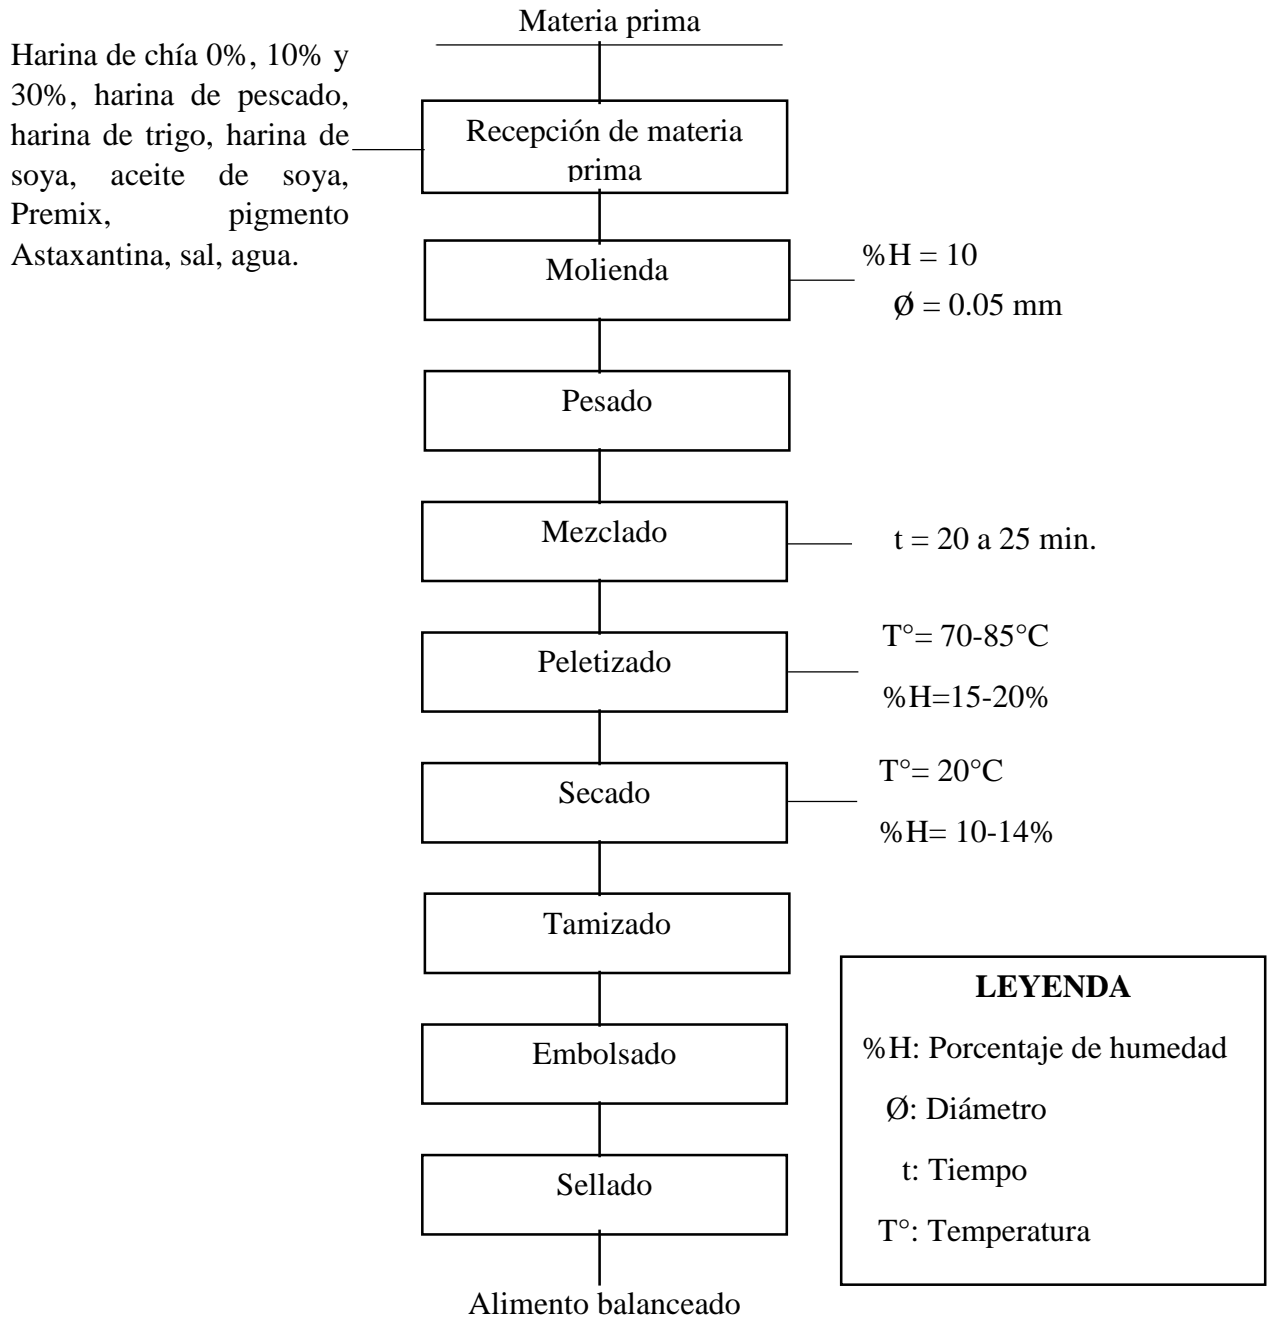 Materia prima
Harina de chía 0%, 10% y
30%, harina de pescado,
harina de trigo, harina de
soya, aceite de soya,
Premix, pigmento
Astaxantina, sal, agua.
Recepción de materia
prima
Molienda
%H = 10
Ø = 0.05 mm
Pesado
Mezclado
t = 20 a 25 min.
Peletizado
T°= 70-85°C
%H=15-20%
Secado
T°= 20°C
%H= 10-14%
Tamizado
Embolsado
Sellado
Alimento balanceado
LEYENDA
%H: Porcentaje de humedad
Ø: Diámetro
t: Tiempo
T°: Temperatura